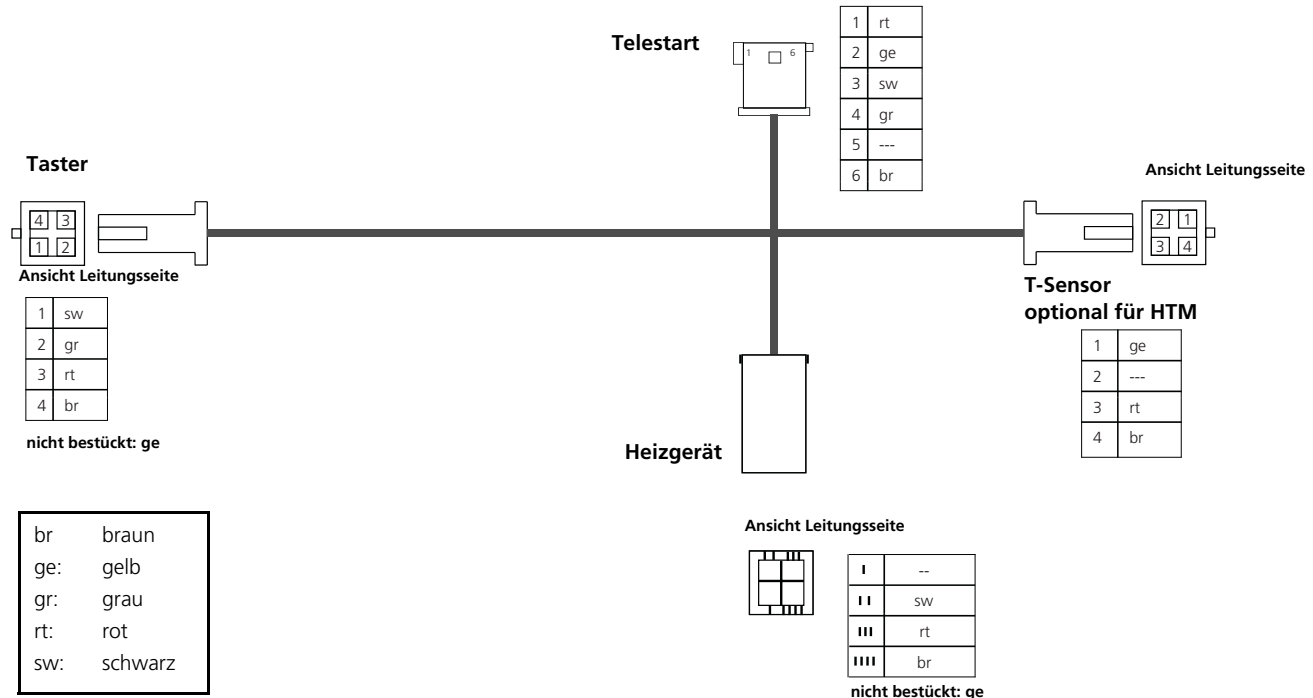 Telestart
1 6
1 rt
2 ge
3 sw
4 gr
5 ---
6 br
Taster
4 3
1 2
Ansicht Leitungsseite
1 sw
2 gr
3 rt
4 br
nicht bestückt: ge
Ansicht Leitungsseite
2 1
3 4
T-Sensor
optional für HTM
1 ge
2 ---
3 rt
4 br
Heizgerät
Ansicht Leitungsseite
I --
II sw
III rt
IIII br
nicht bestückt: ge
br braun
ge: gelb
gr: grau
rt: rot
sw: schwarz